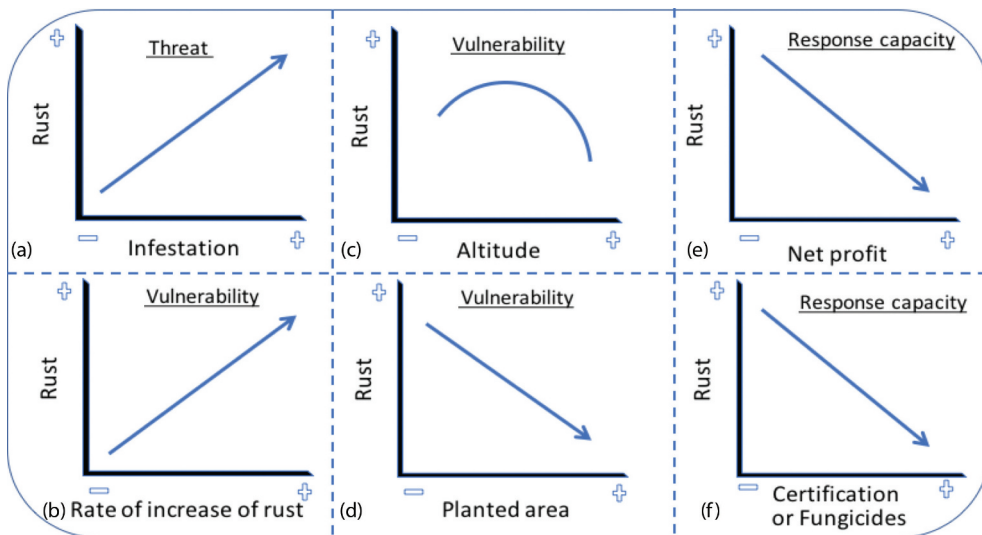 Threat
Rust
(a)
Infestation
Vulnerability
Rust
(c)
Altitude
Response capacity
Rust
(e)
Net profit
Vulnerability
Rust
(b) Rate of increase of rust
Vulnerability
Rust
(d)
Planted area
Response capacity
Rust
(f)
Certification
or Fungicides